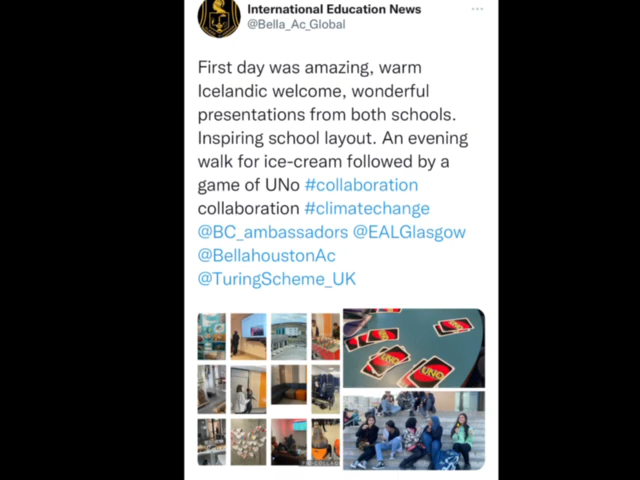 International Education News
@Bella_Ac_Global
First day was amazing, warm
Icelandic welcome, wonderful
presentations from both schools.
Inspiring school layout. An evening
walk for ice-cream followed by a
game of UNo #collaboration
collaboration #climatechange
@BC_ambassadors @EALGlasgow
@BellahoustonAc
@TuringScheme_UK
UNO
UNO